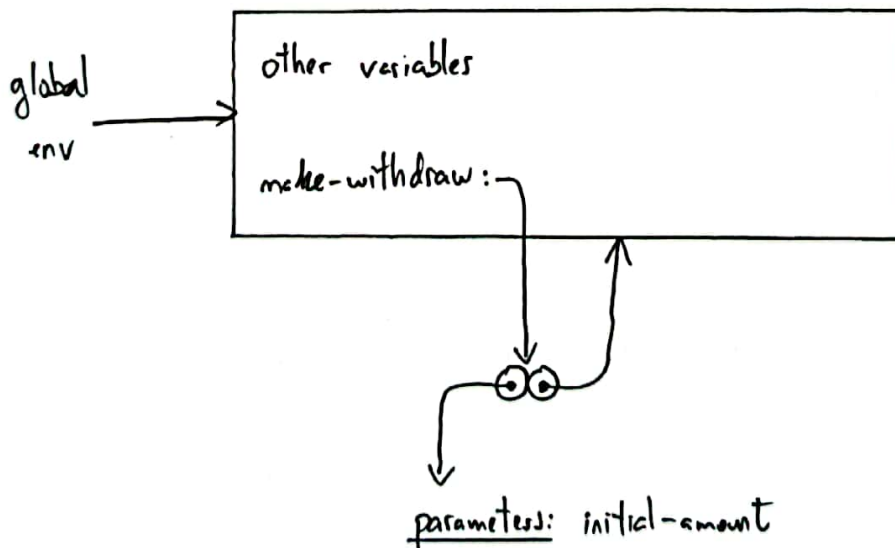 other variables
global
env
make-withdraw:
parameters: initial-amount